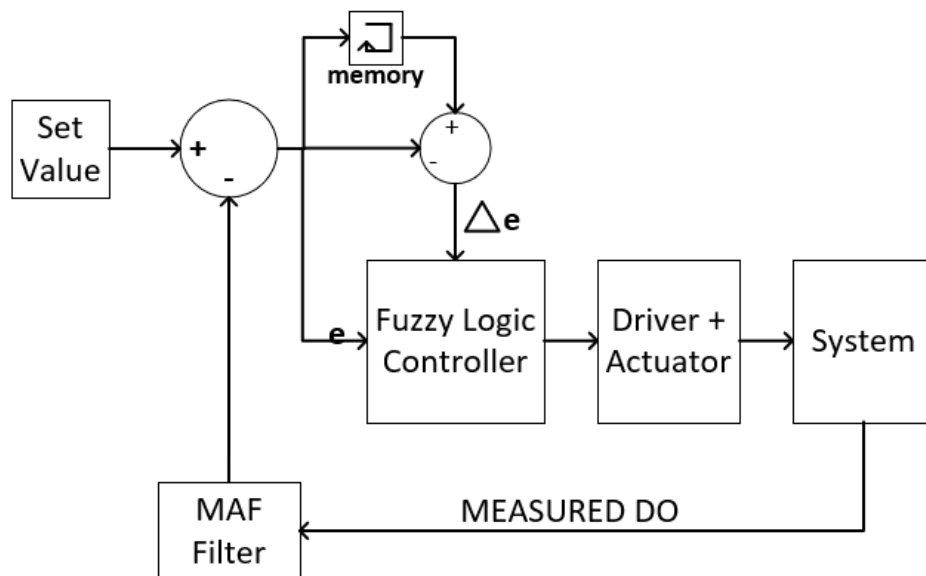 memory
Set
Value
+
-
+
-
△e
e
Fuzzy Logic
Controller
Driver +
Actuator
System
MEASURED DO
MAF
Filter